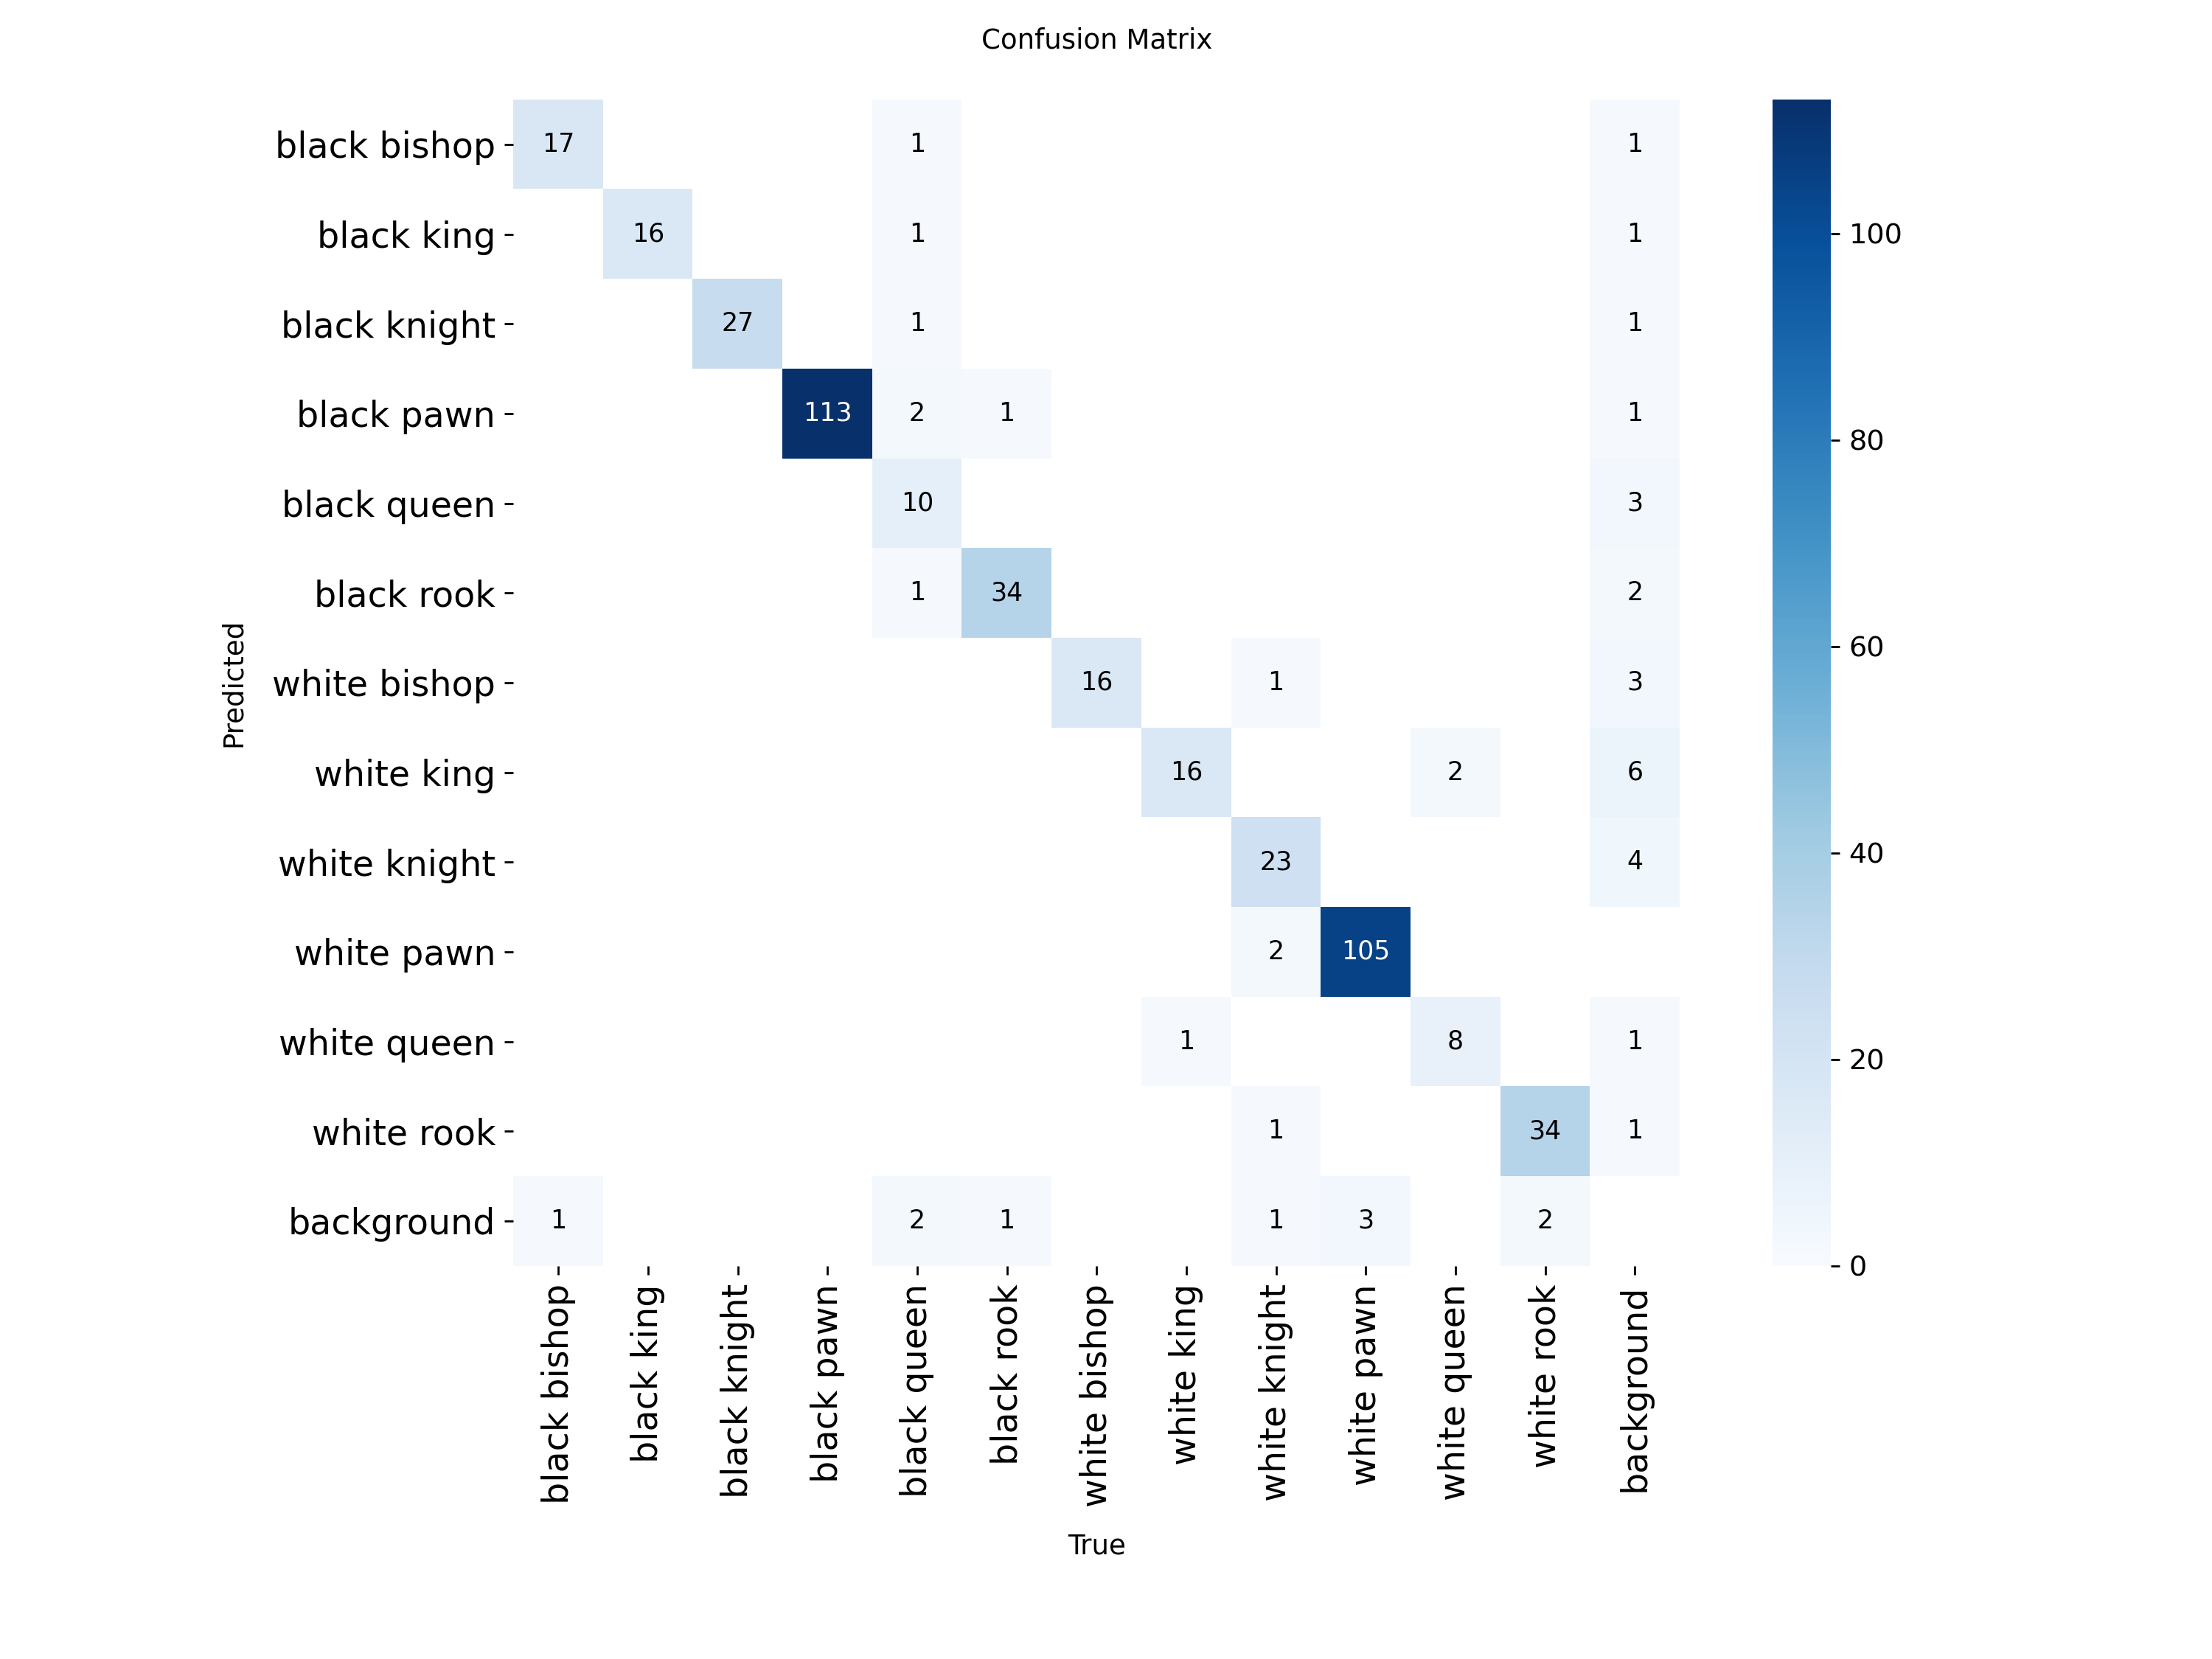 Confusion Matrix
black bishop 17 1 1
black king 16 1 1 100
black knight 27 1 1
black pawn 113 2 1 1 80
black queen 10 3
black rook 1 34 2 60
white bishop 16 1 3
Predicted
white king 16 2 6
white knight 23 4 40
white pawn 2 105
white queen 1 8 1 20
white rook 1 34 1
background 1 2 1 1 3 2 0
black bishop
black king
black knight
black pawn
black queen
black rook
white bishop
white king
white knight
white pawn
white queen
white rook
background
True